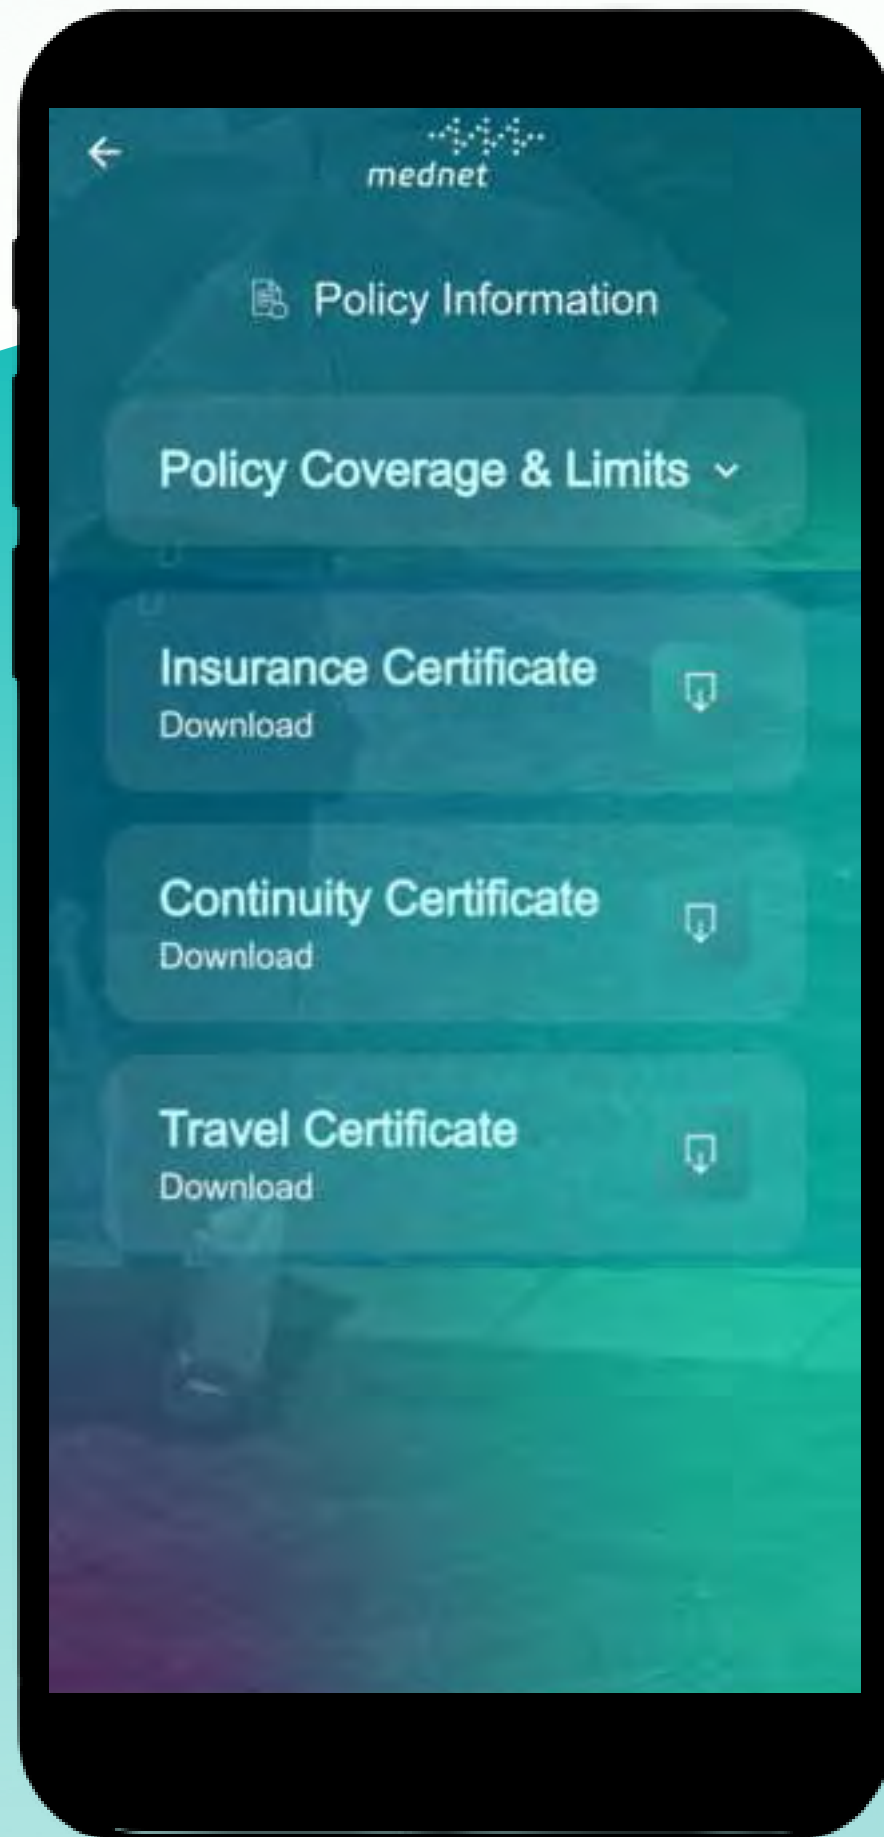 mednet
Policy Information
Policy Coverage & Limits
Insurance Certificate
Download
Continuity Certificate
Download
Travel Certificate
Download